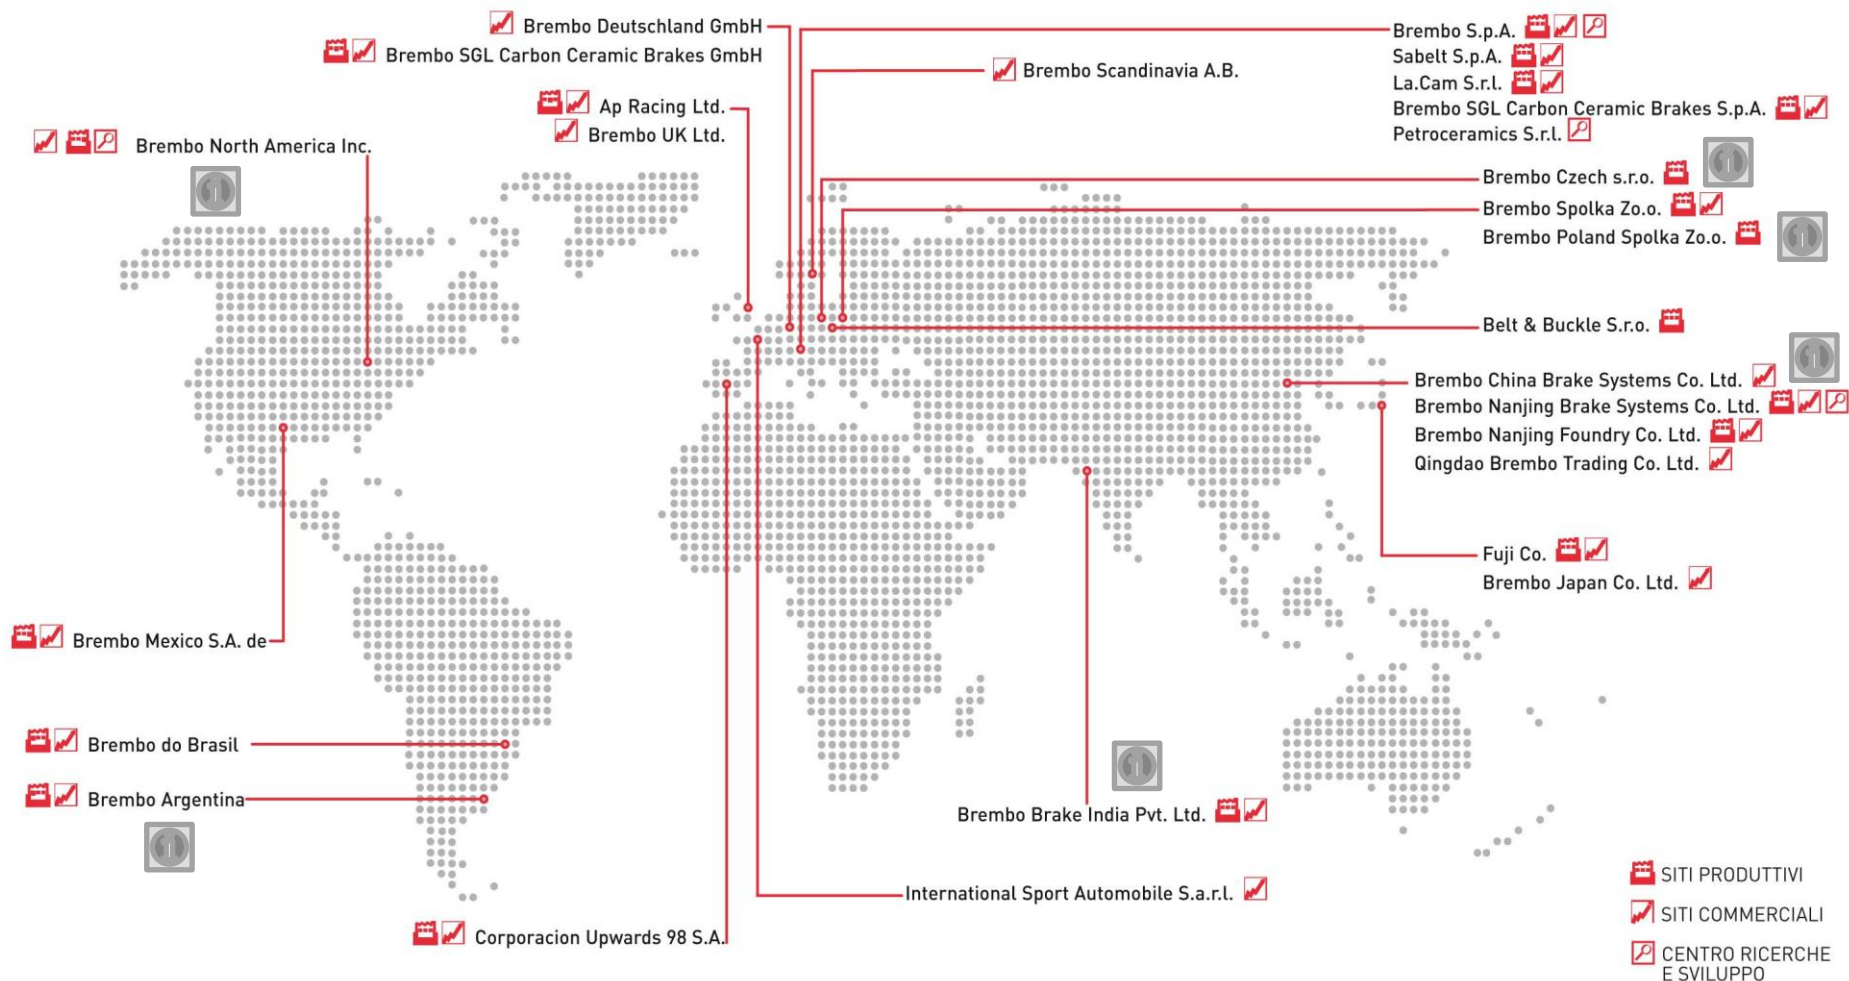 Brembo Deutschland GmbH
Brembo SGL Carbon Ceramic Brakes GmbH
Ap Racing Ltd.
Brembo UK Ltd.
Brembo North America Inc.
Brembo Scandinavia A.B.
Brembo S.p.A.
Sabelt S.p.A.
La.Cam S.r.l.
Brembo SGL Carbon Ceramic Brakes S.p.A.
Petroceramics S.r.l.
Brembo Czech s.r.o.
Brembo Spolka Zo.o.
Brembo Poland Spolka Zo.o.
Belt & Buckle S.r.o.
Brembo China Brake Systems Co. Ltd.
Brembo Nanjing Brake Systems Co. Ltd.
Brembo Nanjing Foundry Co. Ltd.
Qingdao Brembo Trading Co. Ltd.
Fuji Co.
Brembo Japan Co. Ltd.
Brembo Mexico S.A. de
Brembo do Brasil
Brembo Argentina
Brembo Brake India Pvt. Ltd.
International Sport Automobile S.a.r.l.
Corporacion Upwards 98 S.A.
SITI PRODUTTIVI
SITI COMMERCIALI
CENTRO RICERCHE
E SVILUPPO